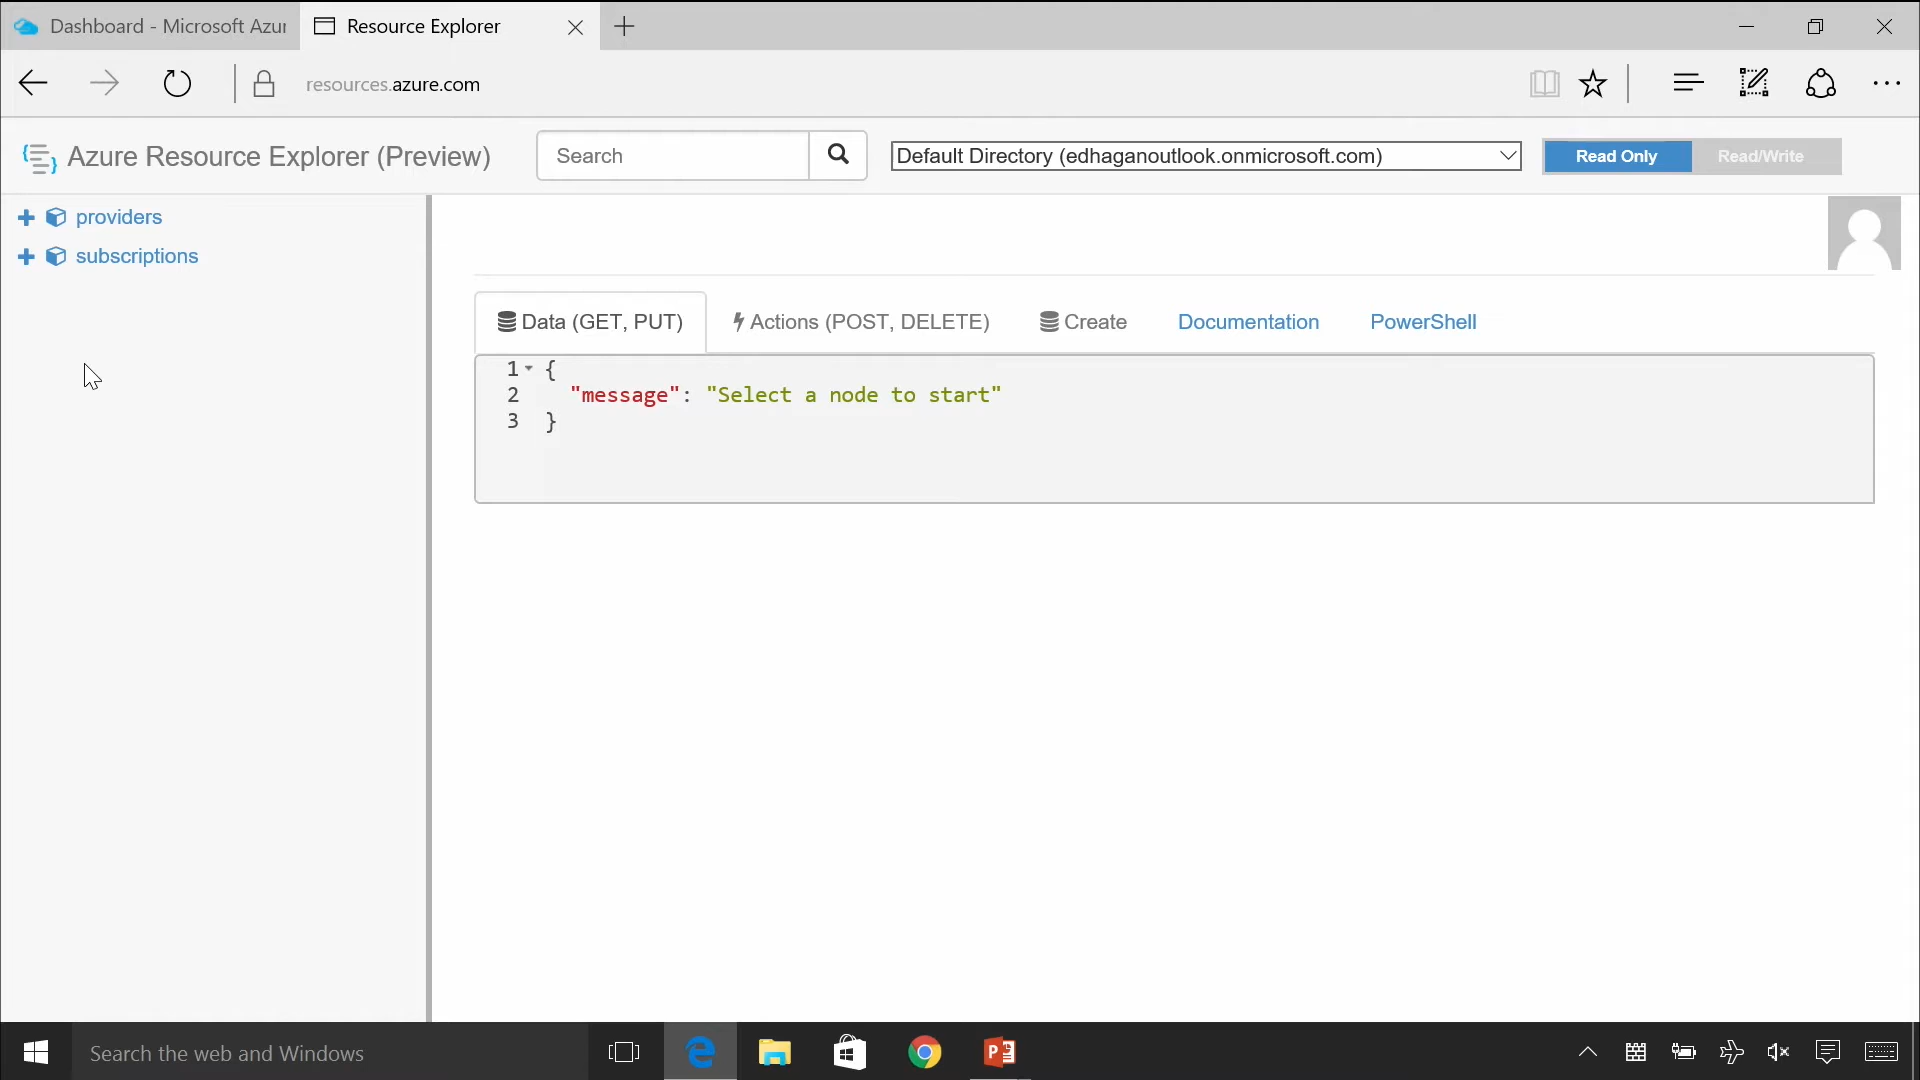 Dashboard - Microsoft Azur
Resource Explorer
resources.azure.com
Azure Resource Explorer (Preview)
Search
Default Directory (edhaganoutlook.onmicrosoft.com)
Read Only
Read/Write
providers
subscriptions
Data (GET, PUT)
Actions (POST, DELETE)
Create
Documentation
PowerShell
1 {
2 "message": "Select a node to start"
3 }
Search the web and Windows